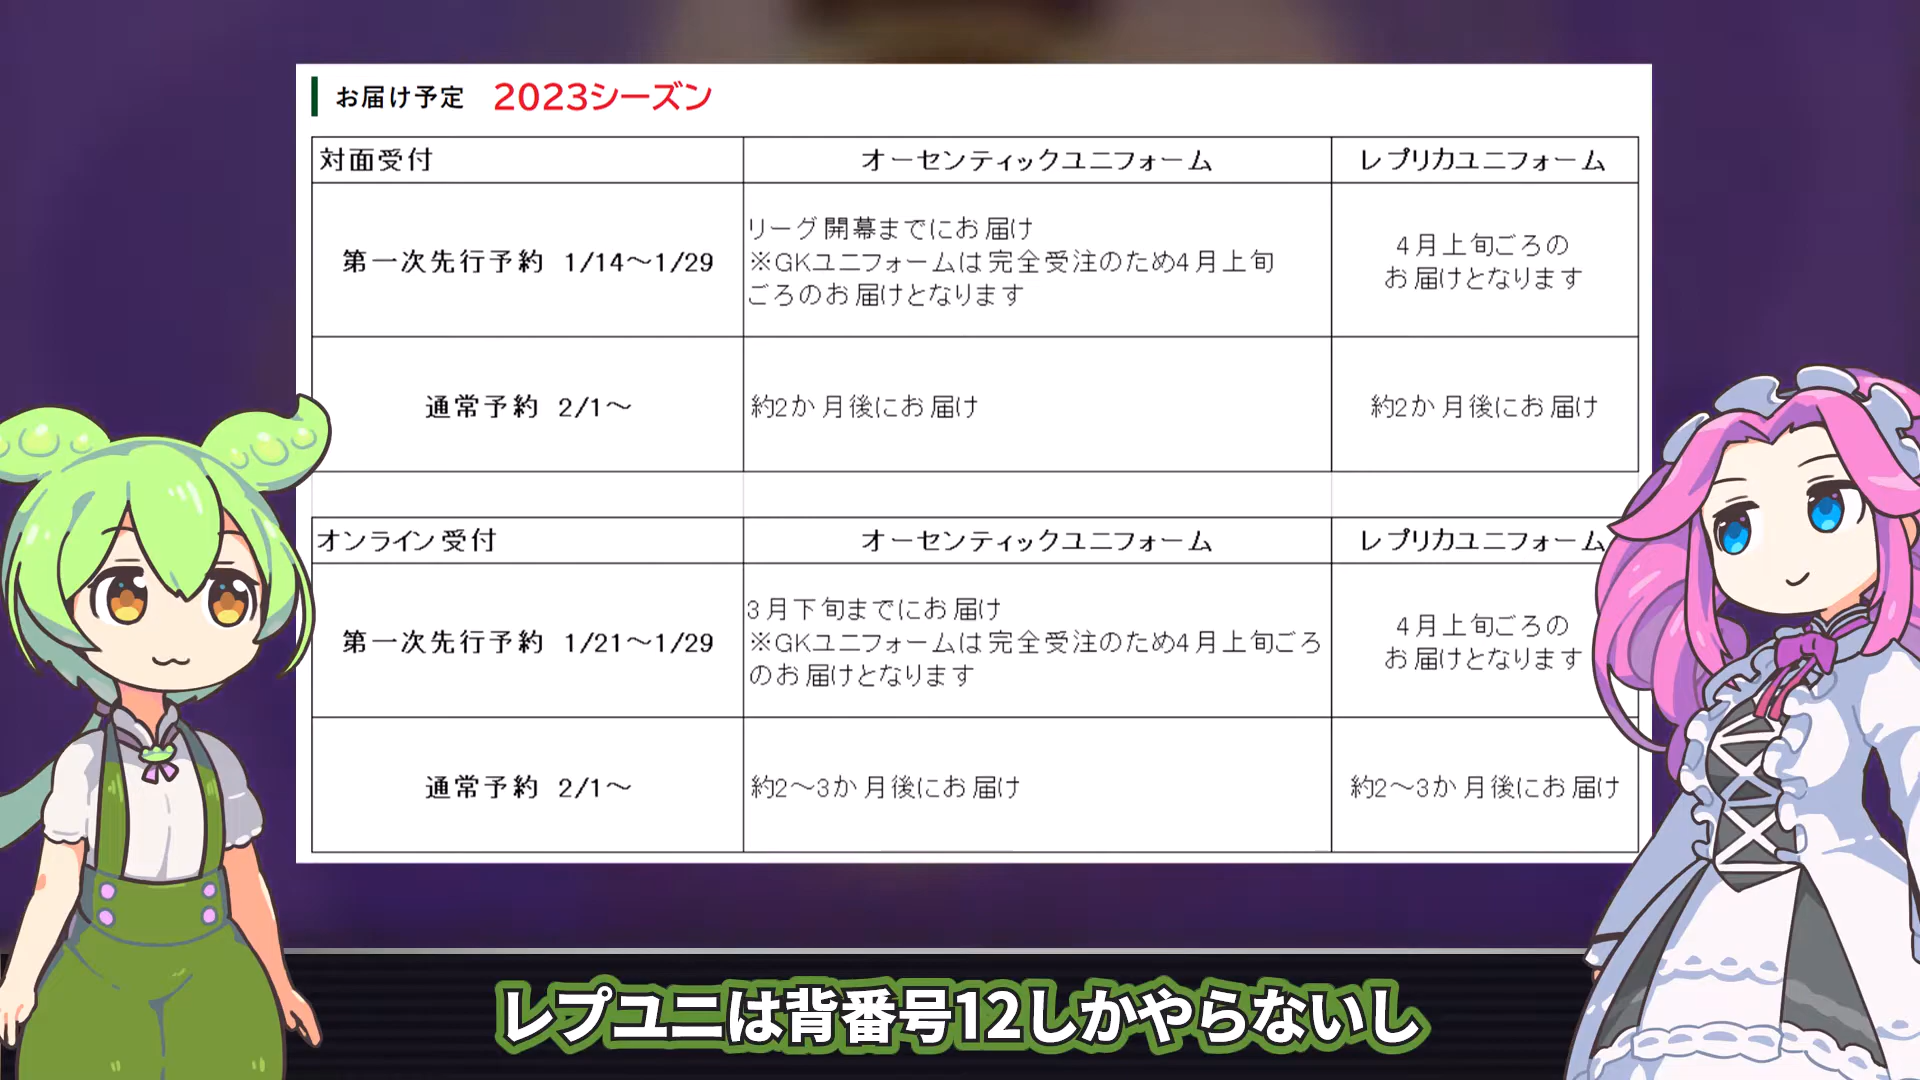 お届け予定 2023シーズン
対面受付 オーセンティックユニフォーム レプリカユニフォーム
第一次先行予約 1/14～1/29
リーグ開幕までにお届け
※GKユニフォームは完全受注のため4月上旬
ごろのお届けとなります
4月上旬ごろの
お届けとなります
通常予約 2/1～ 約2か月後にお届け 約2か月後にお届け
オンライン受付 オーセンティックユニフォーム レプリカユニフォーム
第一次先行予約 1/21～1/29
3月下旬までにお届け
※GKユニフォームは完全受注のため4月上旬ごろ
のお届けとなります
4月上旬ごろの
お届けとなります
通常予約 2/1～ 約2～3か月後にお届け 約2～3か月後にお届け
レプユニは背番号12しかやらないし